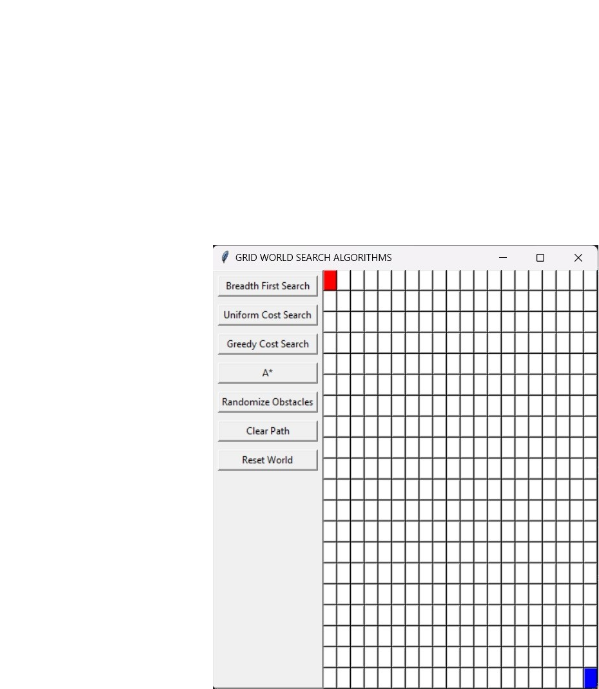 GRID WORLD SEARCH ALGORITHMS
Breadth First Search
Uniform Cost Search
Greedy Cost Search
A*
Randomize Obstacles
Clear Path
Reset World